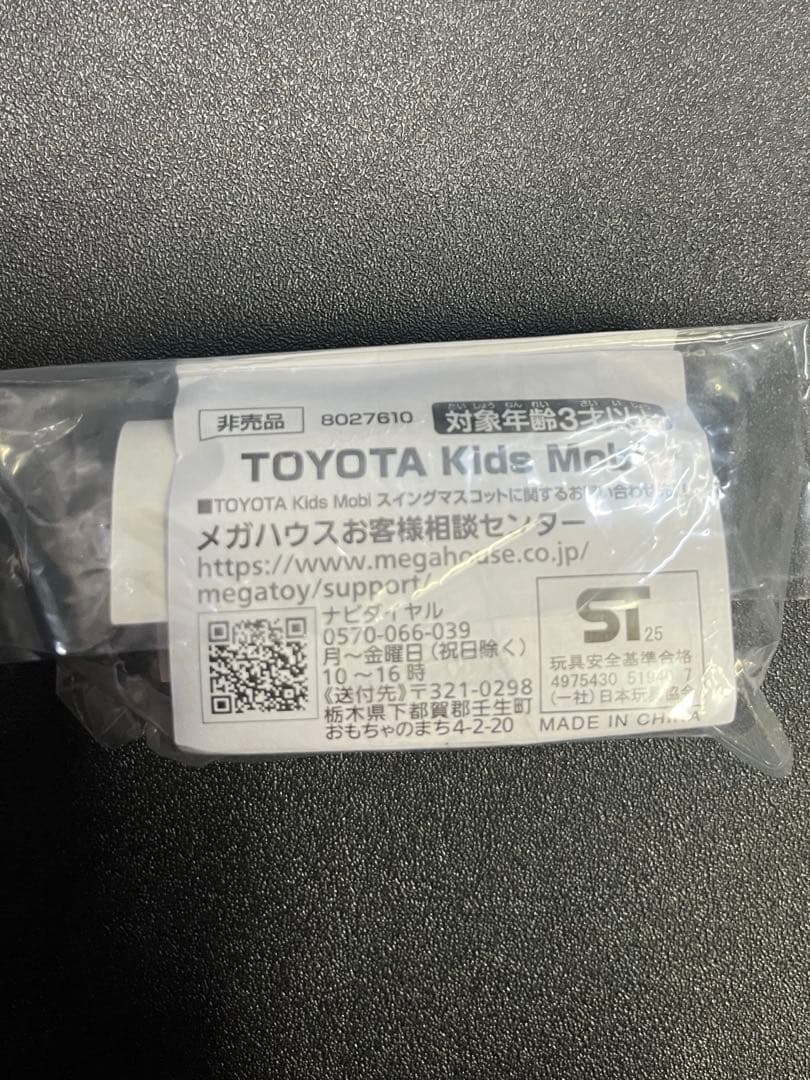 非売品 8027610 対象年齢3才以上
TOYOTA Kids Mobi
■TOYOTA Kids Mobi スイングマスコットに関するお問い合わせ先
メガハウスお客様相談センター
https://www.megahouse.co.jp/
megatoy/support/
ナビダイヤル
0570-066-039
月～金曜日(祝日除く)
10～16時
《送付先》〒321-0298
栃木県下都賀郡壬生町
おもちゃのまち4-2-20
ST 25
玩具安全基準合格
4975430
(一社)日本玩具協会
MADE IN CHINA